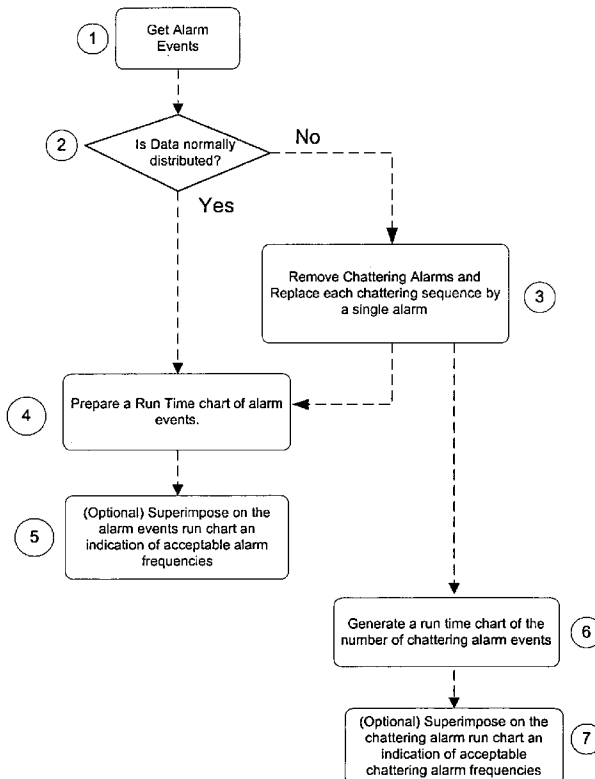 1
Get Alarm
Events
2
Is Data normally
distributed?
No
Yes
Remove Chattering Alarms and
Replace each chattering sequence by
a single alarm
3
4
Prepare a Run Time chart of alarm
events.
5
(Optional) Superimpose on the
alarm events run chart an
indication of acceptable alarm
frequencies
Generate a run time chart of the
number of chattering alarm events
6
(Optional) Superimpose on the
chattering alarm run chart an
indication of acceptable
chattering alarm frequencies
7